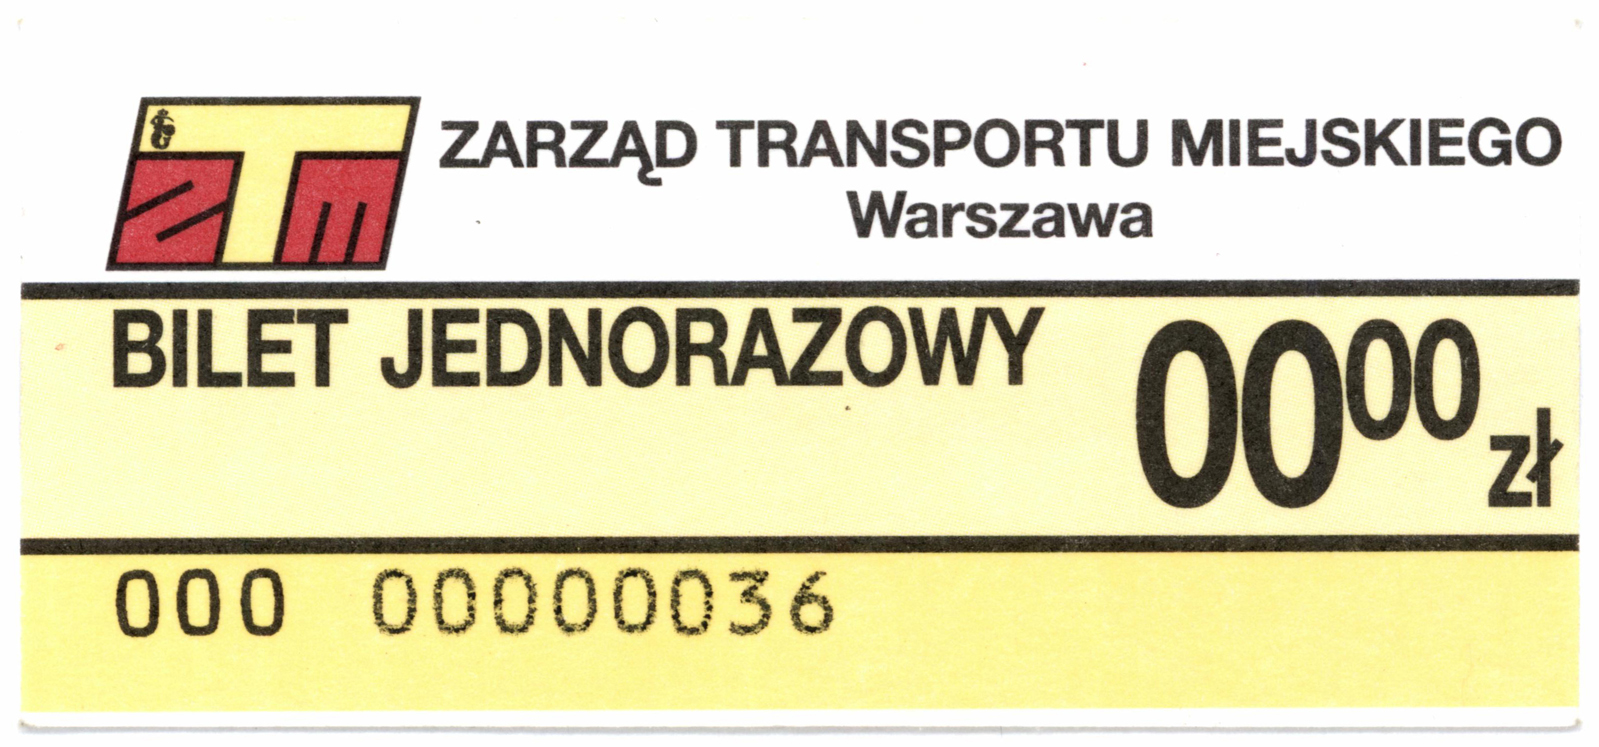 ZTM
ZARZĄD TRANSPORTU MIEJSKIEGO
Warszawa
BILET JEDNORAZOWY
00⁰⁰ zł
000 00000036